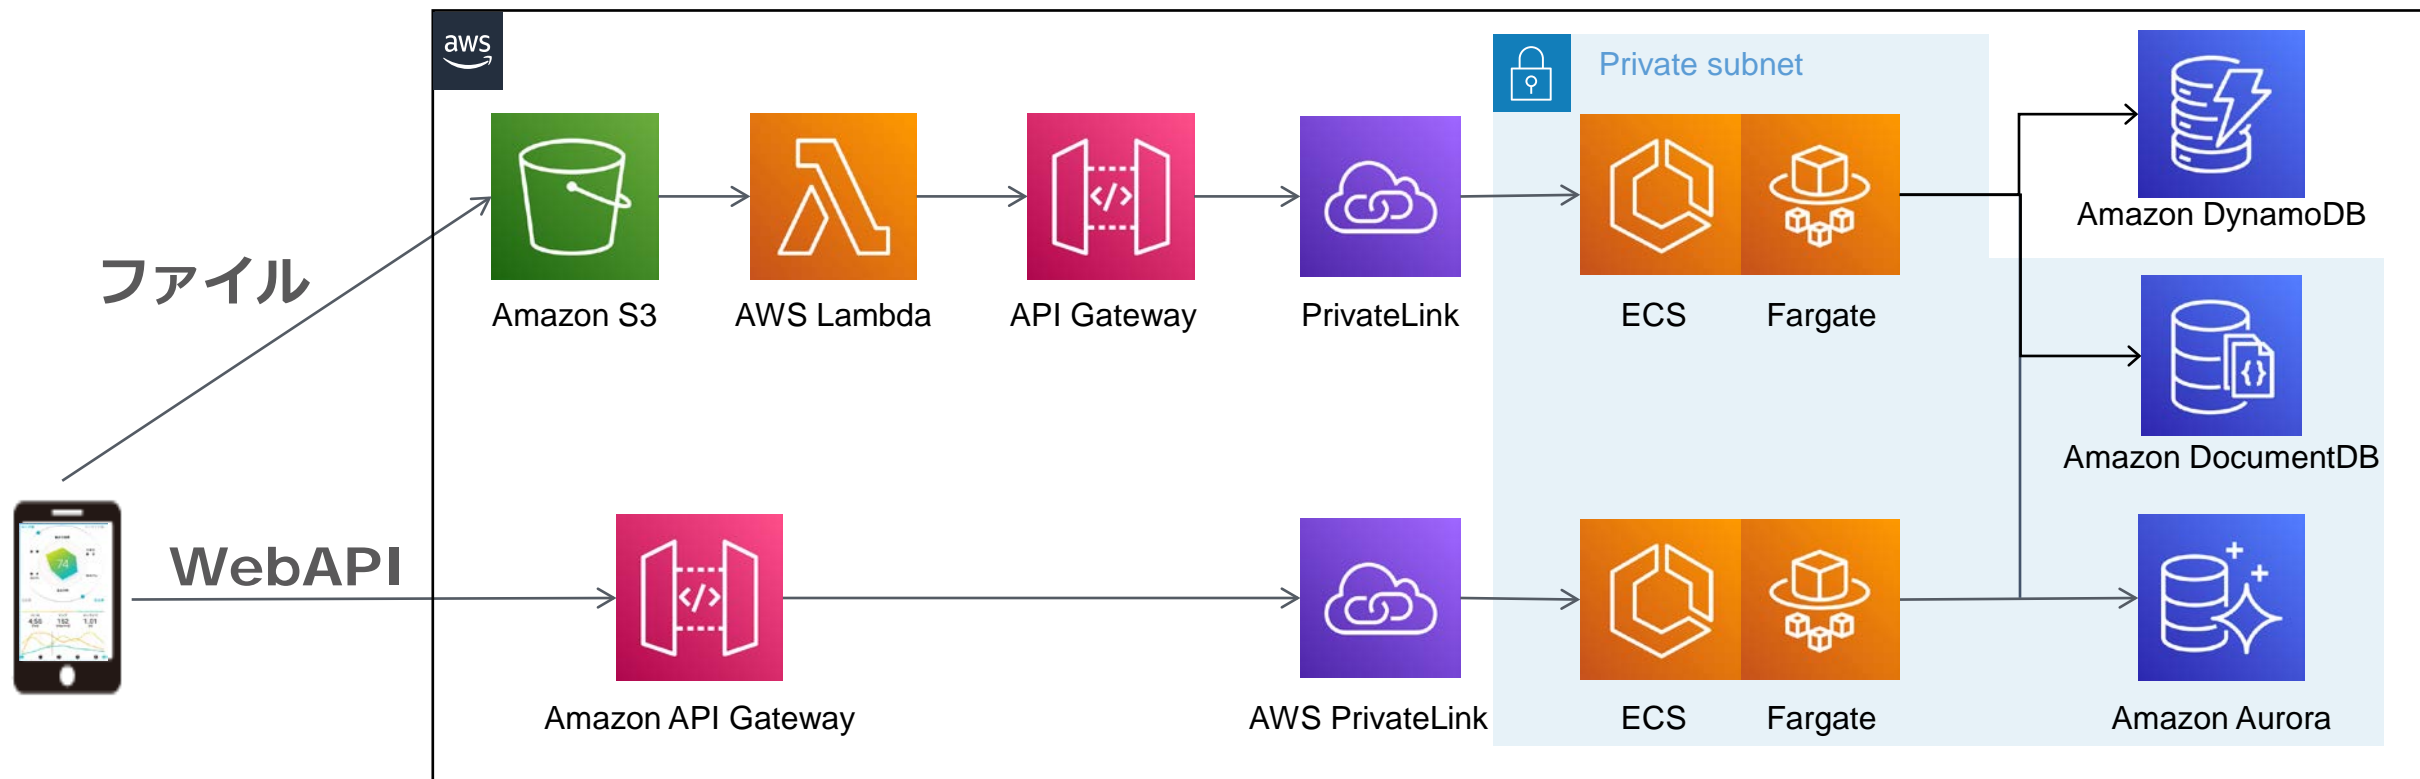 aws
Private subnet
Amazon DynamoDB
ファイル
Amazon S3
AWS Lambda
API Gateway
PrivateLink
ECS
Fargate
Amazon DocumentDB
WebAPI
74
Amazon API Gateway
AWS PrivateLink
ECS
Fargate
Amazon Aurora